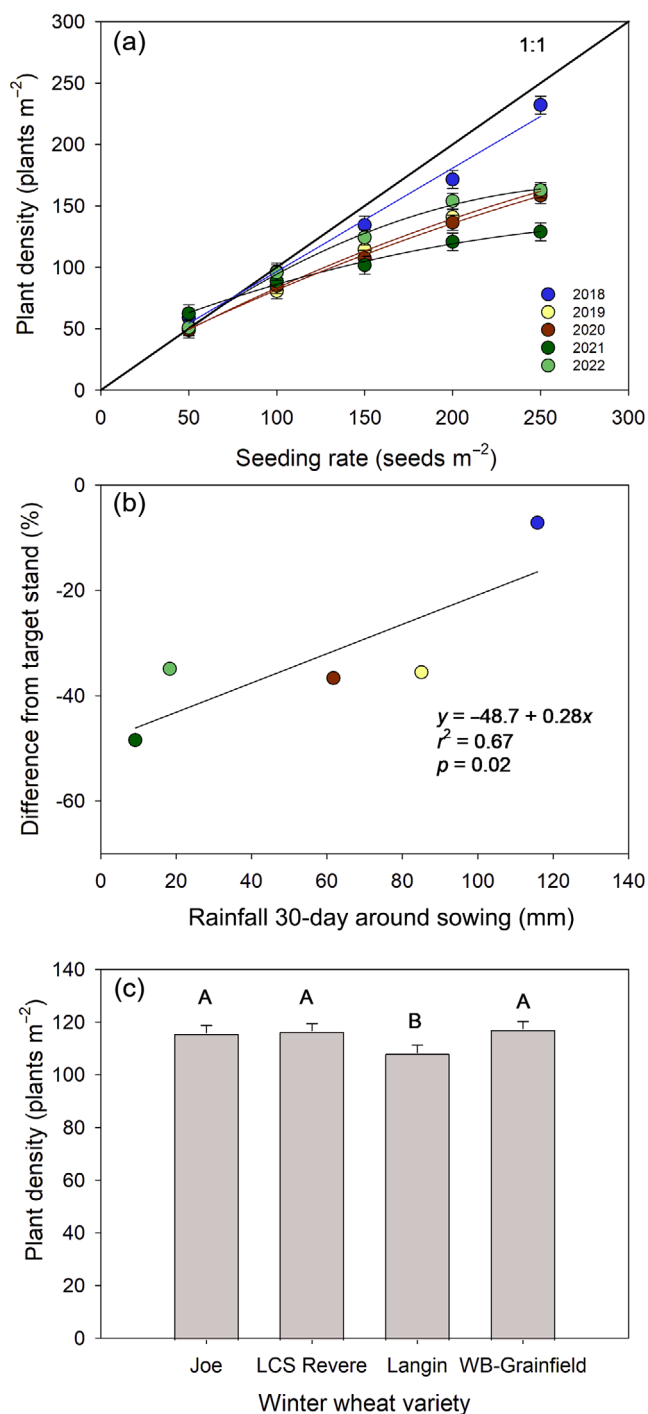 (a)
1:1
300
250
200
150
100
50
0
Plant density (plants m⁻²)
2018
2019
2020
2021
2022
0 50 100 150 200 250 300
Seeding rate (seeds m⁻²)
(b)
0
-20
-40
-60
Difference from target stand (%)
y = –48.7 + 0.28x
r² = 0.67
p = 0.02
0 20 40 60 80 100 120 140
Rainfall 30-day around sowing (mm)
(c)
140
120
100
80
60
40
20
0
Plant density (plants m⁻²)
A A B A
Joe LCS Revere Langin WB-Grainfield
Winter wheat variety